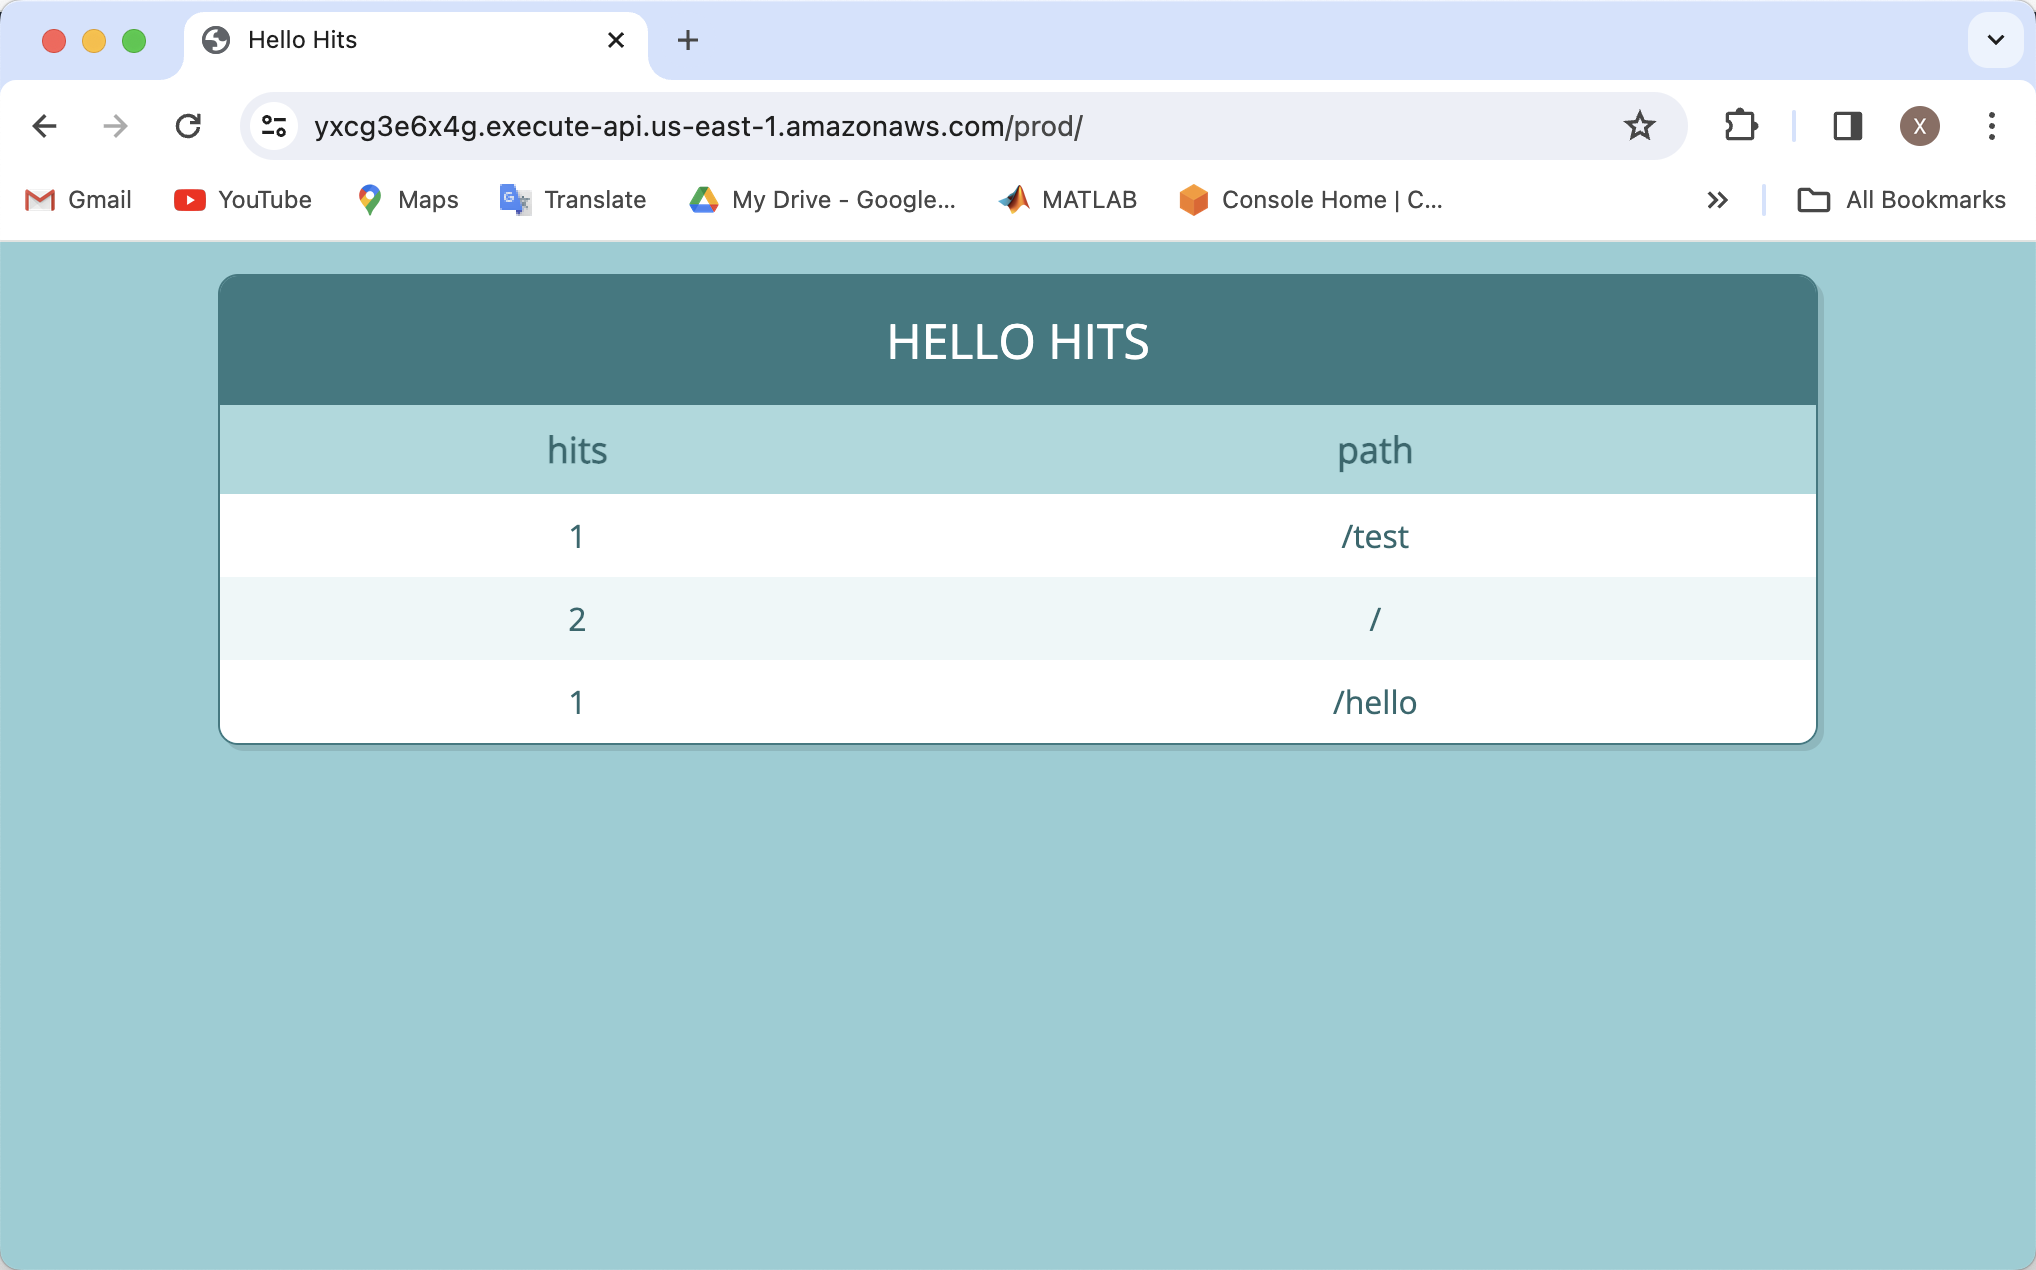 Hello Hits
yxcg3e6x4g.execute-api.us-east-1.amazonaws.com/prod/
X
Gmail YouTube Maps Translate My Drive - Google... MATLAB Console Home | C... All Bookmarks
HELLO HITS
hits path
1 /test
2 /
1 /hello